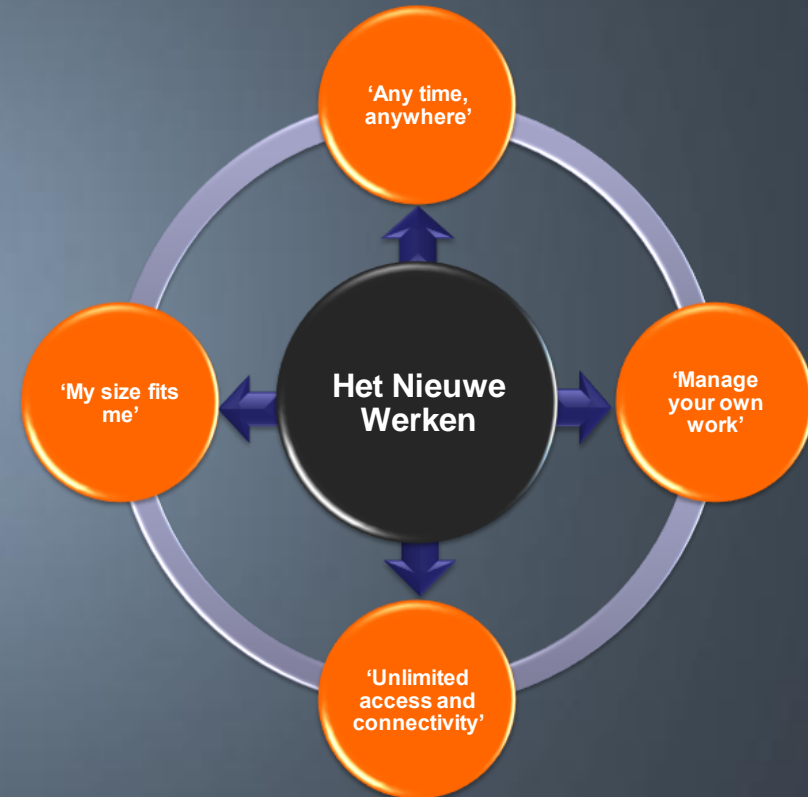 ‘Any time,
anywhere’
‘My size fits
me’
Het Nieuwe
Werken
‘Manage
your own
work’
‘Unlimited
access and
connectivity’